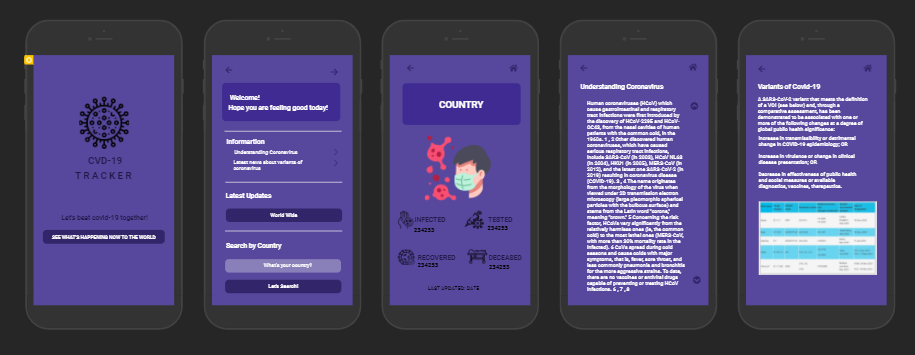 CVD-19
TRACKER
Let's beat covid-19 together!
SEE WHAT'S HAPPENING NOW TO THE WORLD
Welcome!
Hope you are feeling good today!
Information
Understanding Coronavirus
Latest news about variants of
coronavirus
Latest Updates
World Wide
Search by Country
What's your country?
Let's Search!
COUNTRY
INFECTED
234253
TESTED
234253
RECOVERED
234253
DECEASED
234253
LAST UPDATED: DATE
Understanding Coronavirus
Human coronaviruses (HCoV) which
cause gastrointestinal and respiratory
tract infections were first introduced by
the discovery of HCoV-229E and HCoV-
OC43, from the nasal cavities of human
patients with the common cold, in the
1960s. 1 , 2 Other discovered human
coronaviruses, which have caused
serious respiratory tract infections,
include SARS-CoV (in 2003), HCoV NL63
(in 2004), HKU1 (in 2005), MERS-CoV (in
2012), and the latest one SARS-CoV-2 (in
2019) resulting in coronavirus disease
(COVID-19). 3 , 4 The name originates
from the morphology of the virus when
viewed under 2D transmission electron
microscopy (large pleomorphic spherical
particles with the bulbous surface) and
stems from the Latin word "corona,"
meaning "crown." 5 Concerning the risk
factor, HCoVs vary significantly from the
relatively harmless ones (ie, the common
cold) to the most lethal ones (MERS-CoV,
with more than 30% mortality rate in the
infected). 6 CoVs spread during cold
seasons and cause colds with major
symptoms, that is, fever, sore throat, and
less commonly pneumonia and bronchitis
for the more aggressive strains. To date,
there are no vaccines or antiviral drugs
capable of preventing or treating HCoV
infections. 6 , 7 , 8
Variants of Covid-19
A SARS-CoV-2 variant that meets the definition
of a VOI (see below) and, through a
comparative assessment, has been
demonstrated to be associated with one or
more of the following changes at a degree of
global public health significance:
Increase in transmissibility or detrimental
change in COVID-19 epidemiology; OR
Increase in virulence or change in clinical
disease presentation; OR
Decrease in effectiveness of public health
and social measures or available
diagnostics, vaccines, therapeutics.